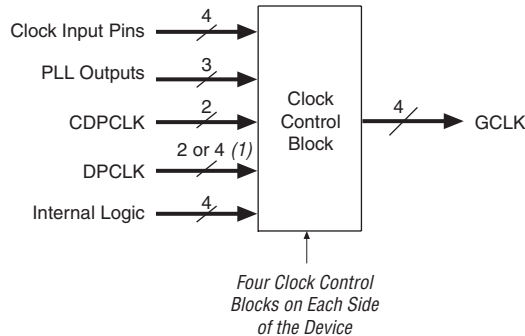 Clock Input Pins
4
PLL Outputs
3
CDPCLK
2
DPCLK
2 or 4 (1)
Internal Logic
4
Clock
Control
Block
4
GCLK
Four Clock Control
Blocks on Each Side
of the Device